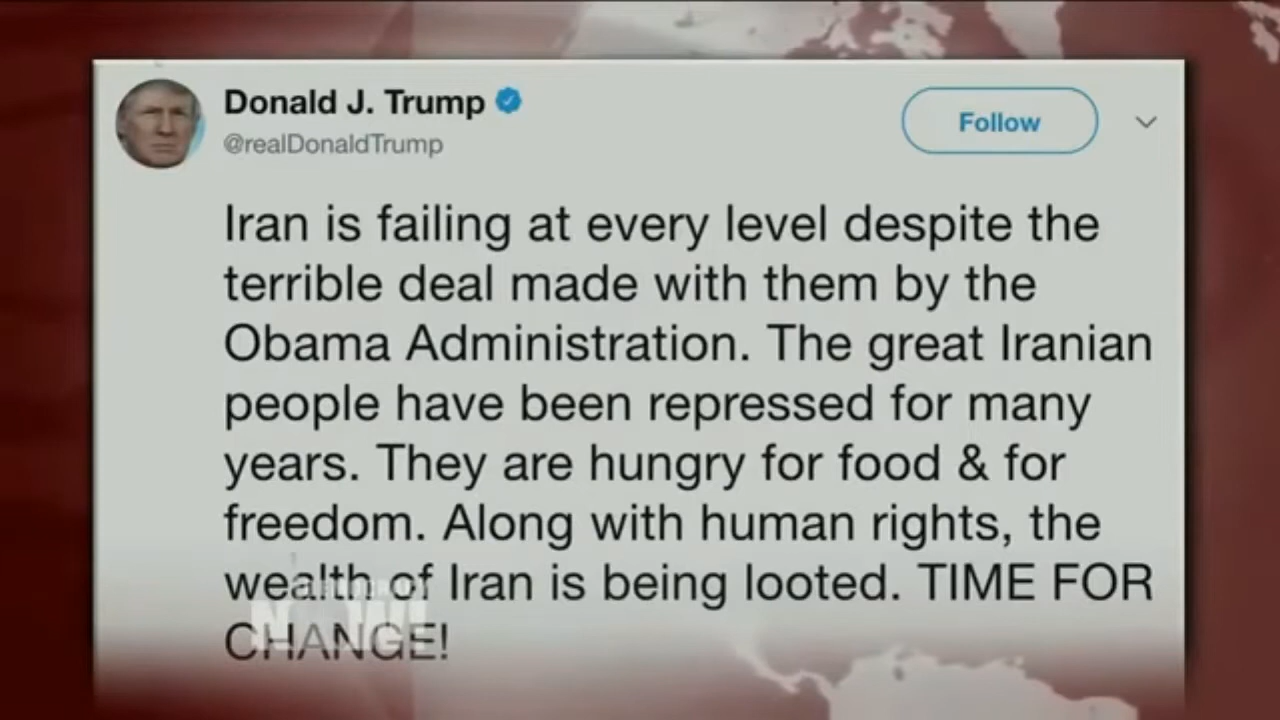 Donald J. Trump
@realDonaldTrump
Follow
Iran is failing at every level despite the
terrible deal made with them by the
Obama Administration. The great Iranian
people have been repressed for many
years. They are hungry for food & for
freedom. Along with human rights, the
wealth of Iran is being looted. TIME FOR
CHANGE!
NOW!